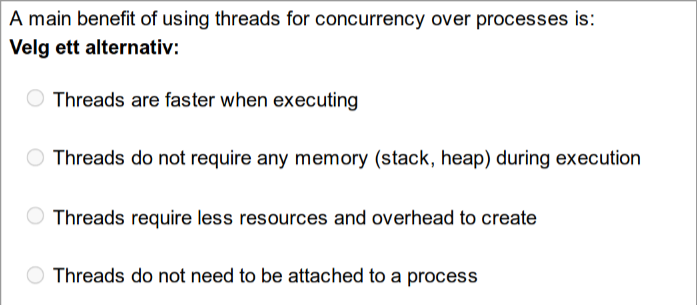 A main benefit of using threads for concurrency over processes is:
Velg ett alternativ:
Threads are faster when executing
Threads do not require any memory (stack, heap) during execution
Threads require less resources and overhead to create
Threads do not need to be attached to a process